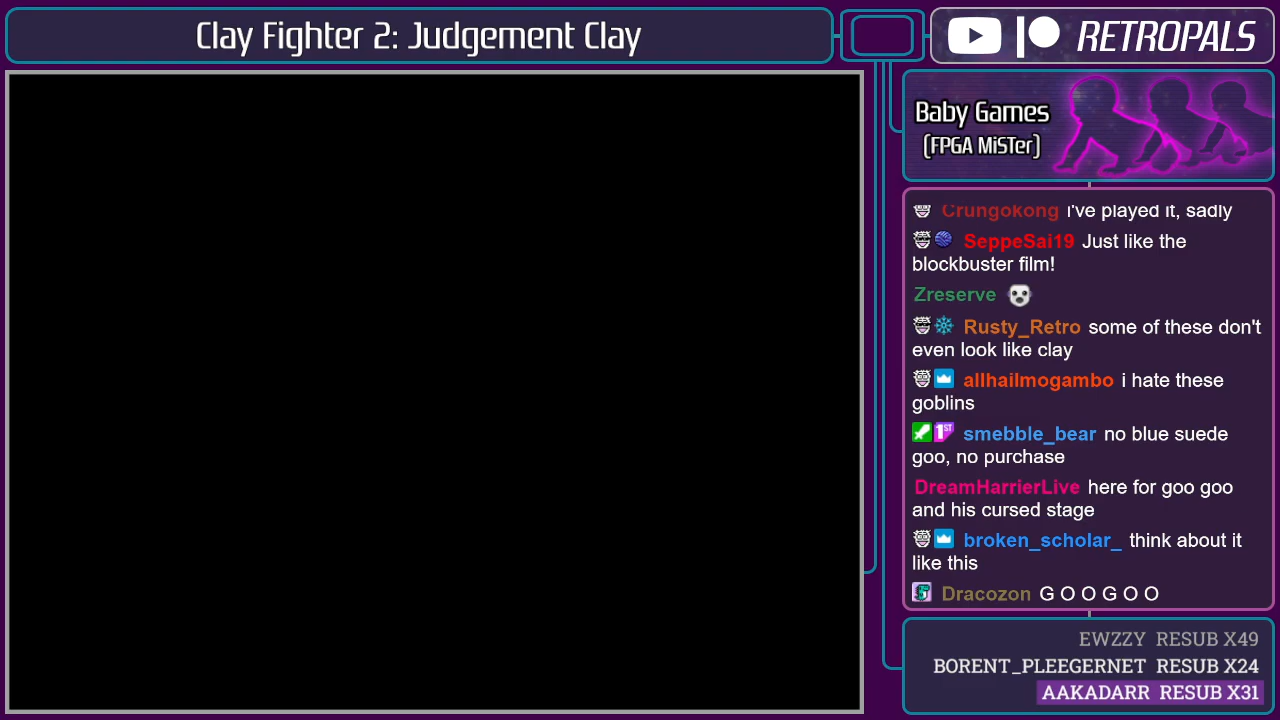 Clay Fighter 2: Judgement Clay
RETROPALS
Baby Games
(FPGA MiSTer)
Crungokong i've played it, sadly
SeppeSai19 Just like the
blockbuster film!
Zreserve
Rusty_Retro some of these don't
even look like clay
allhailmogambo i hate these
goblins
1ST smebble_bear no blue suede
goo, no purchase
DreamHarrierLive here for goo goo
and his cursed stage
broken_scholar_ think about it
like this
Dracozon G O O G O O
EWZZY RESUB X49
BORENT_PLEEGERNET RESUB X24
AAKADARR RESUB X31